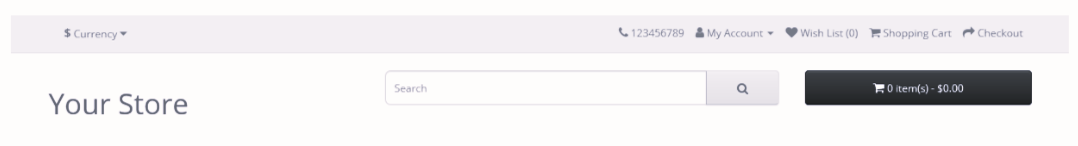 $ Currency
123456789 My Account Wish List (0) Shopping Cart Checkout
Your Store
Search
0 item(s) - $0.00